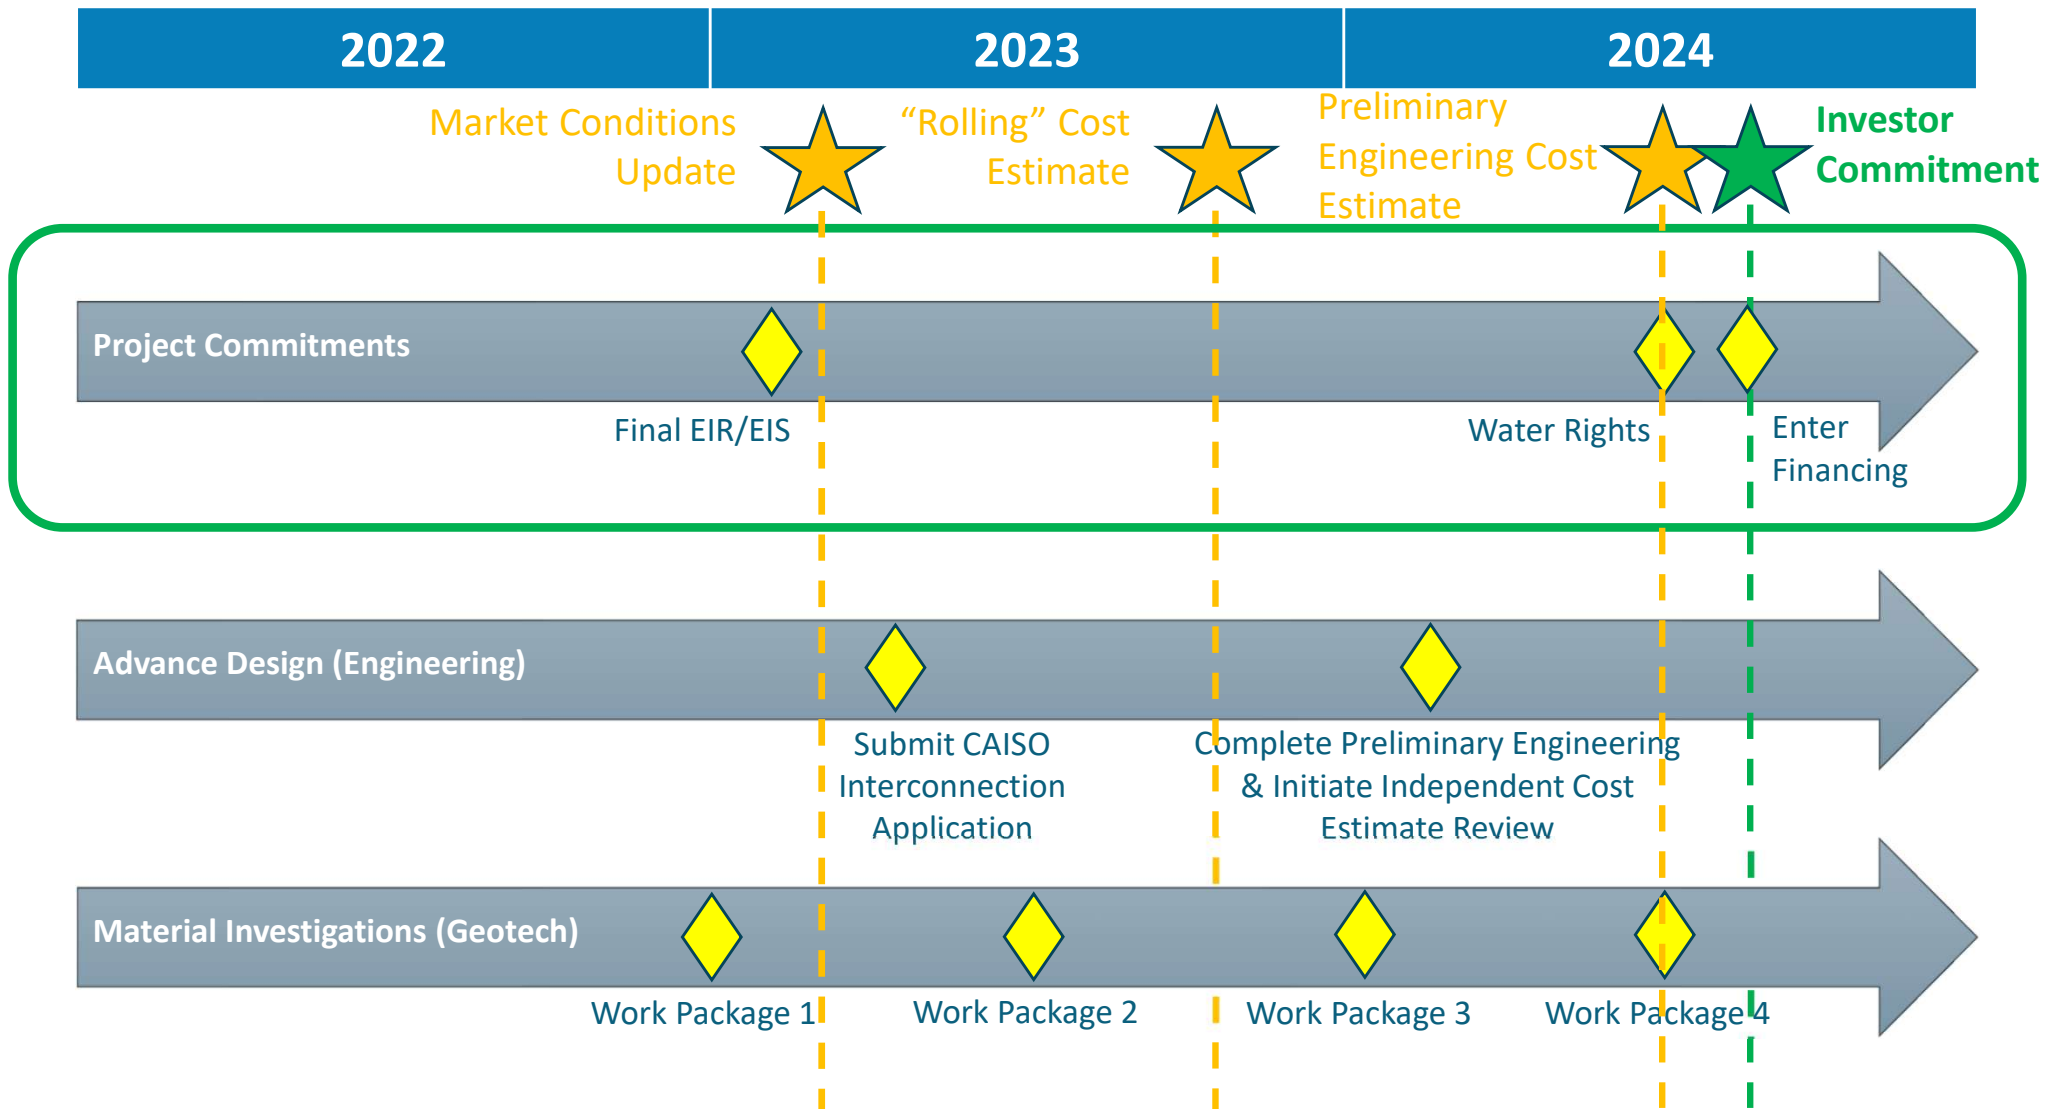 2022
2023
2024
Market Conditions
Update
“Rolling” Cost
Estimate
Preliminary
Engineering Cost
Estimate
Investor
Commitment
Project Commitments
Final EIR/EIS
Water Rights
Enter
Financing
Advance Design (Engineering)
Submit CAISO
Interconnection
Application
Complete Preliminary Engineering
& Initiate Independent Cost
Estimate Review
Material Investigations (Geotech)
Work Package 1
Work Package 2
Work Package 3
Work Package 4